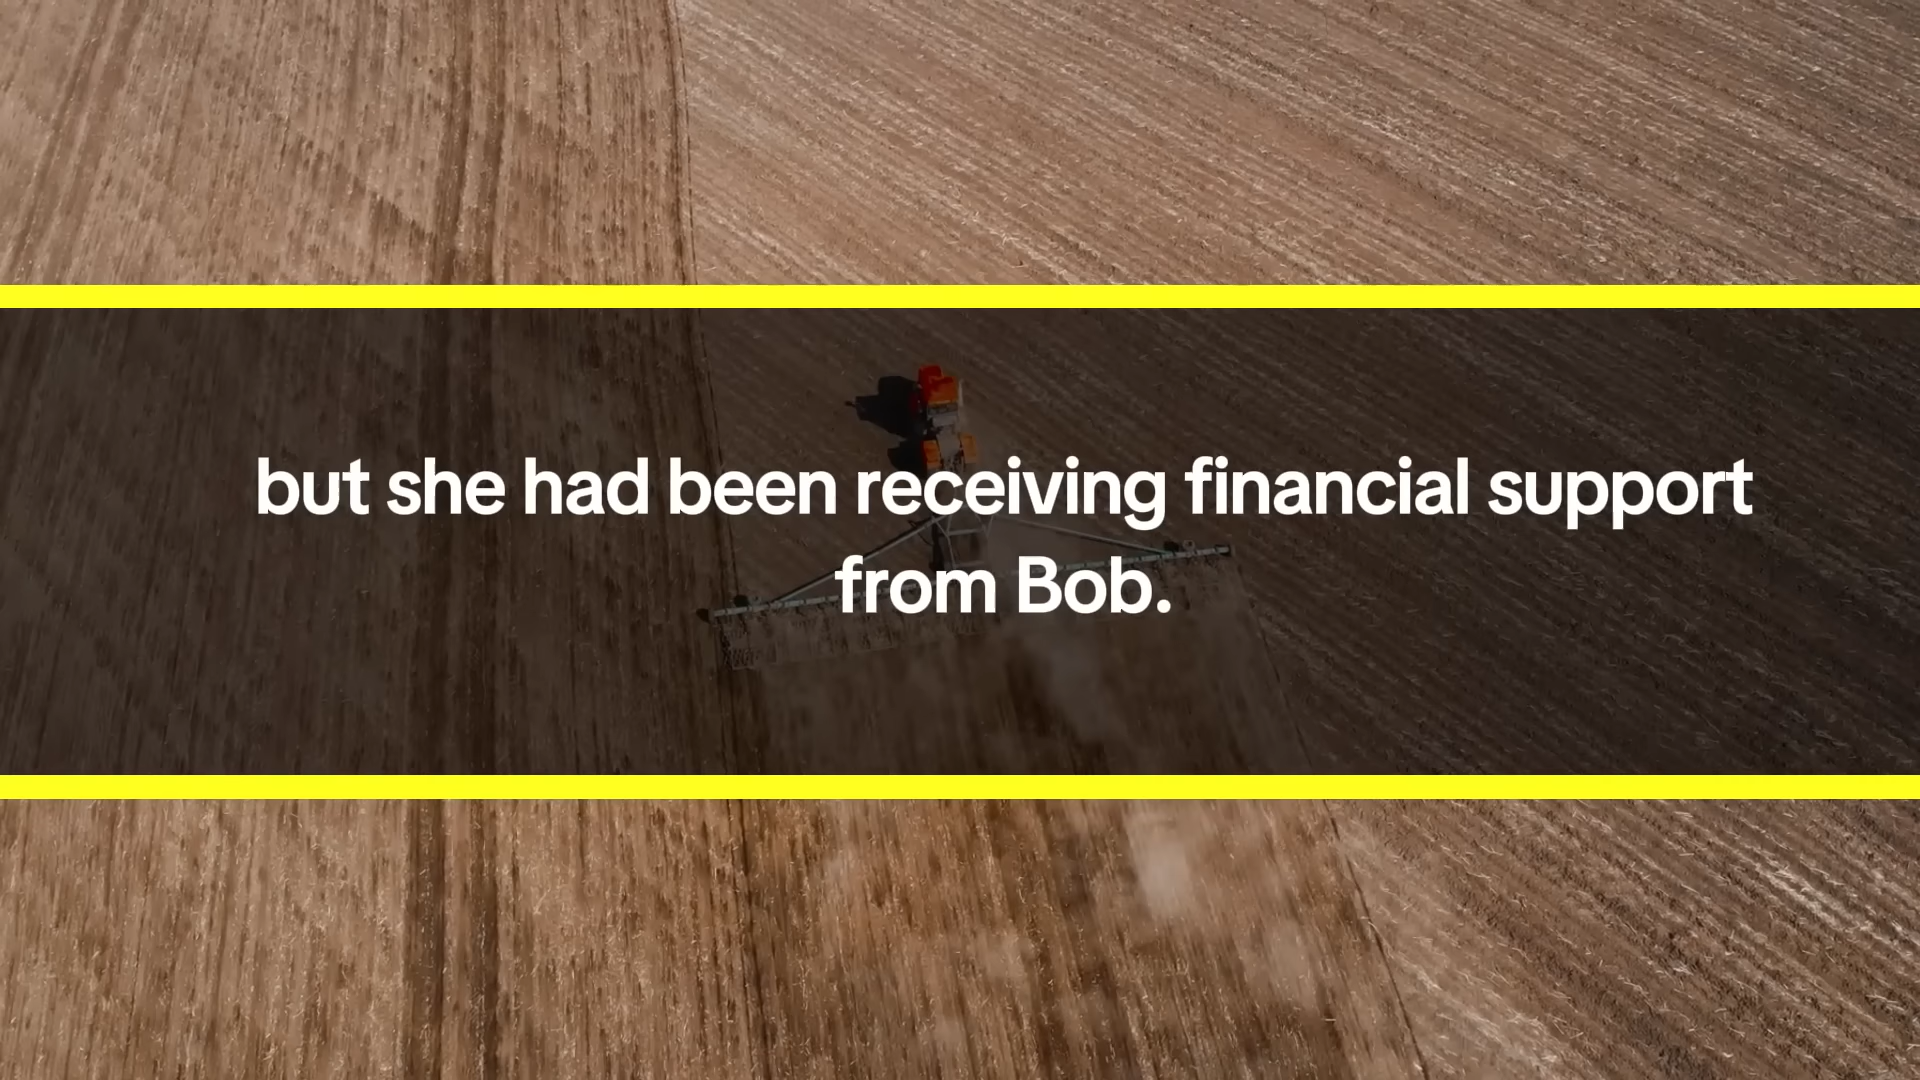 but she had been receiving financial support
from Bob.